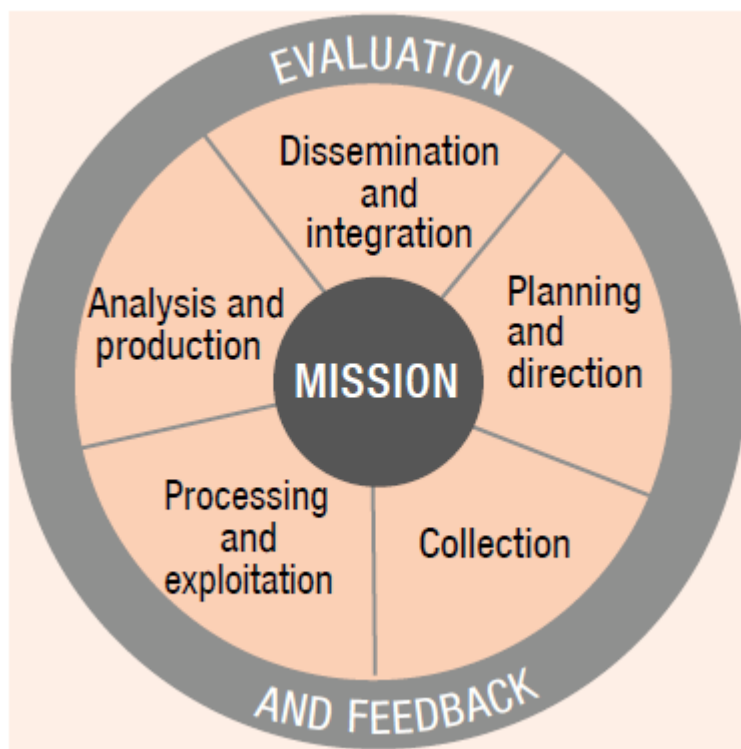 EVALUATION
Dissemination
and
integration
Planning
and
direction
Analysis and
production
MISSION
Processing
and
exploitation
Collection
AND FEEDBACK